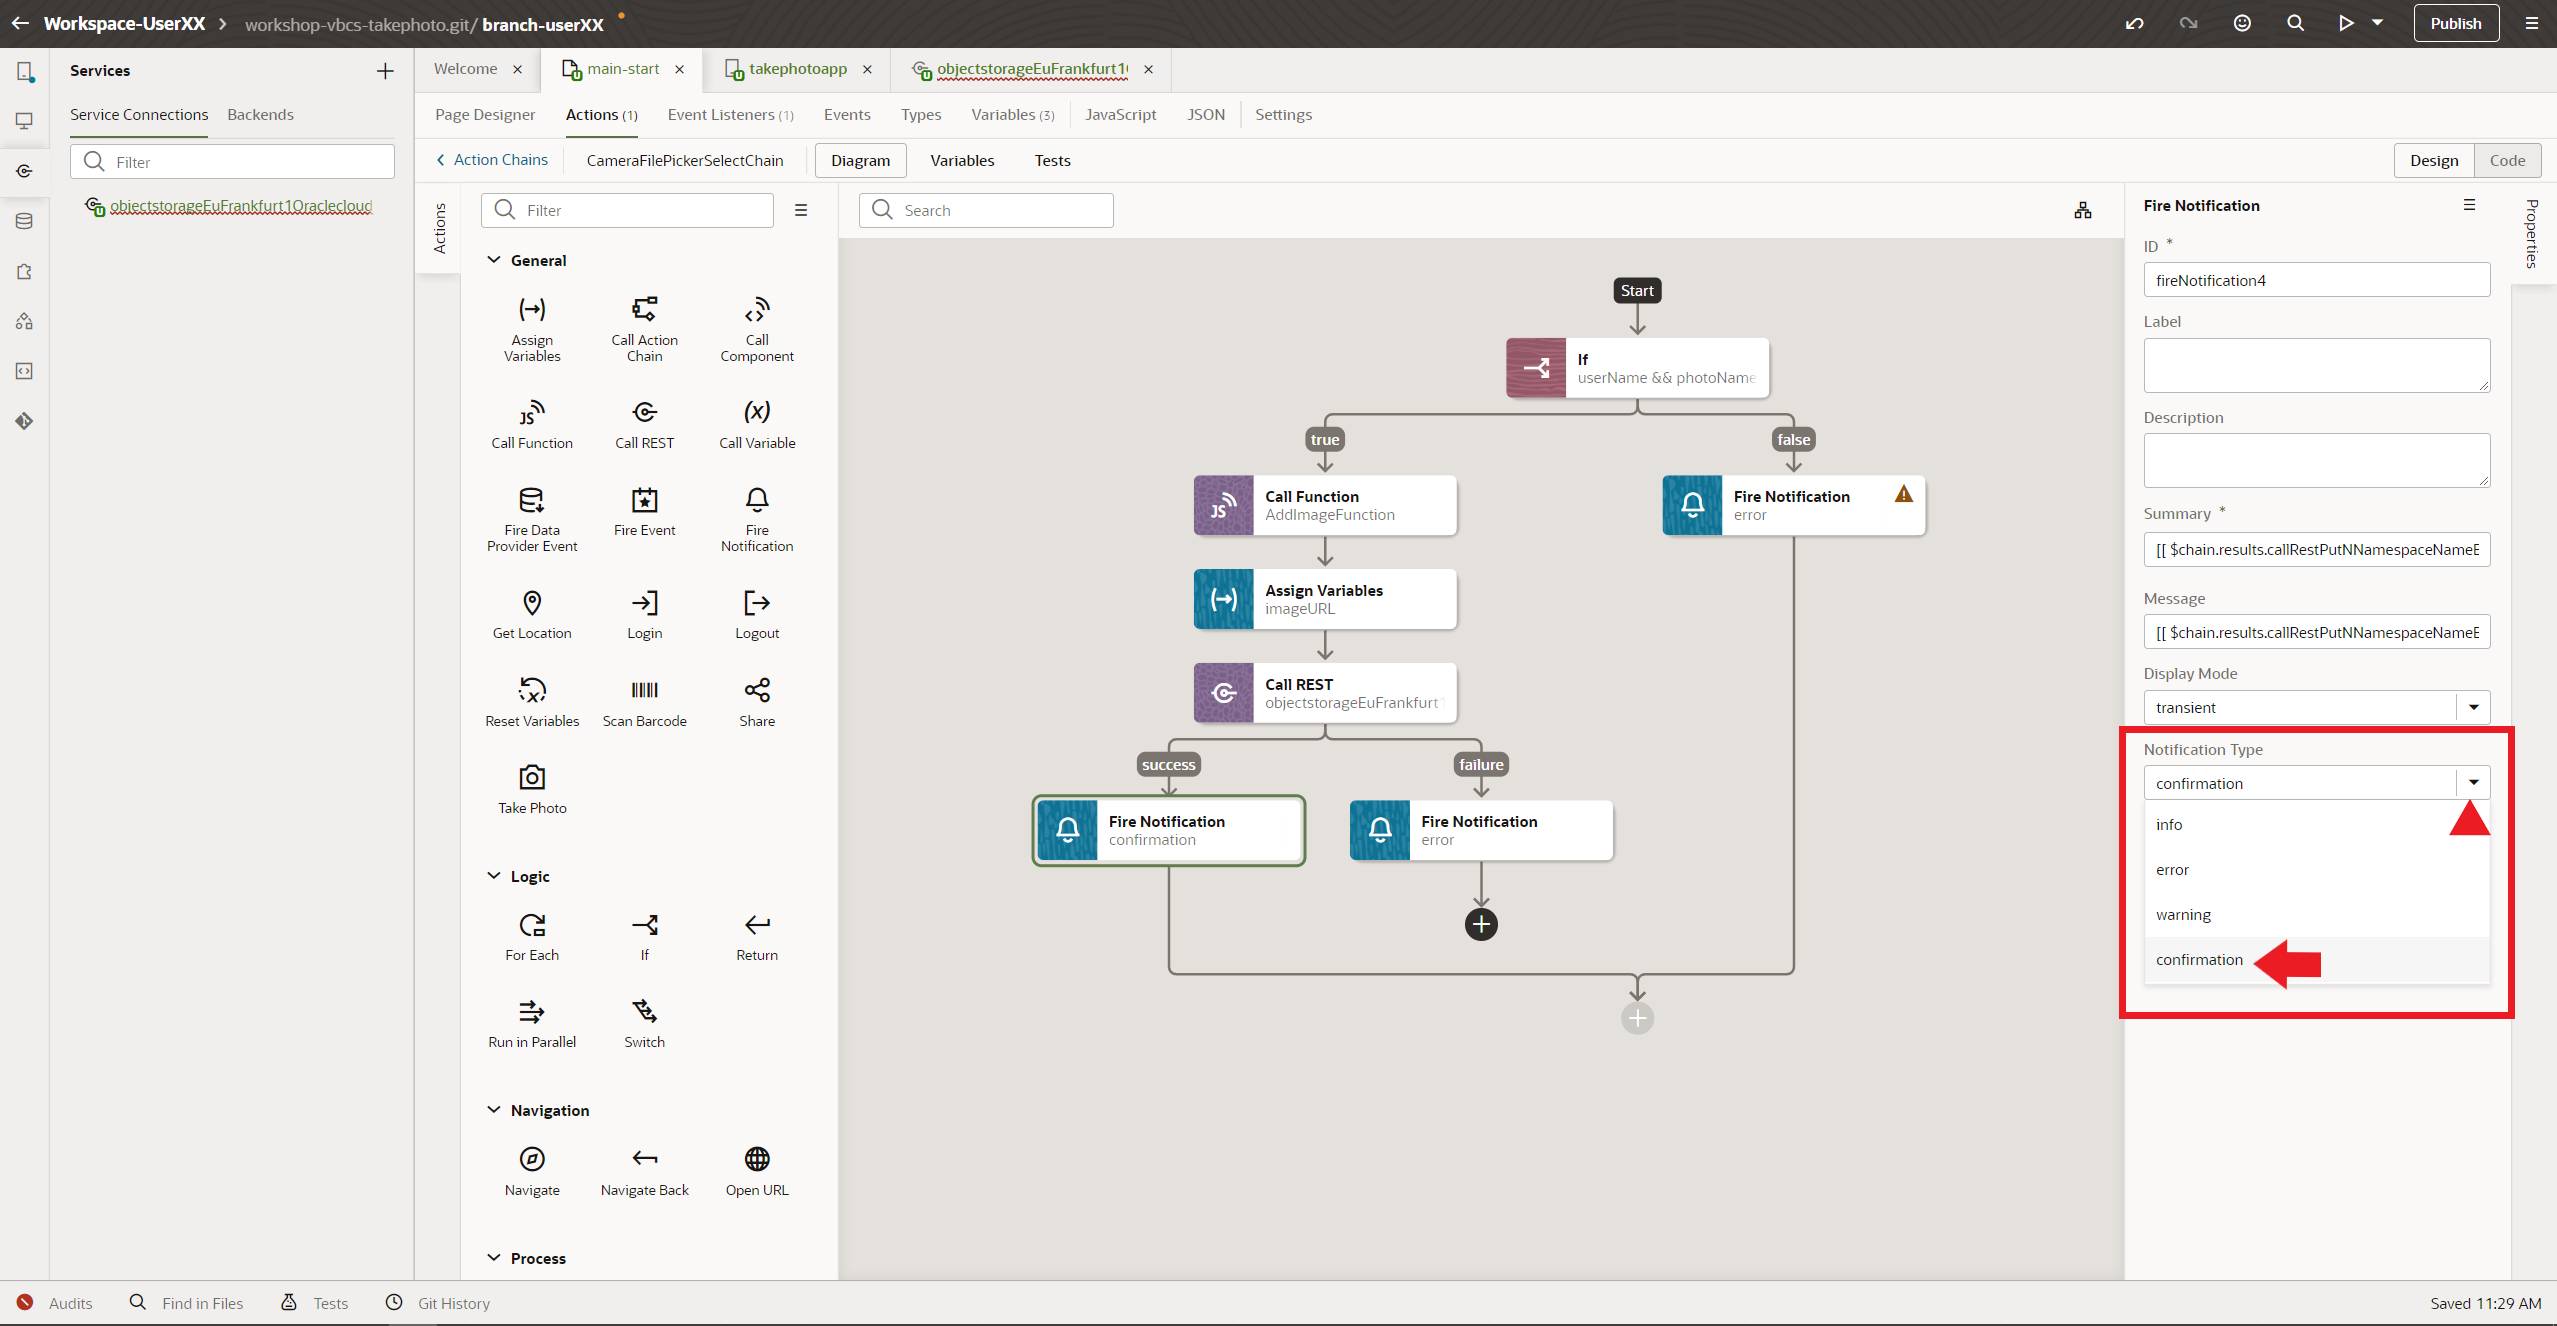 Workspace-UserXX
workshop-vbcs-takephoto.git/ branch-userXX
Publish
Services
Service Connections
Backends
Filter
objectstorageEuFrankfurt1Oraclecloud
Welcome
main-start
takephotoapp
objectstorageEuFrankfurt1
Page Designer
Actions (1)
Event Listeners (1)
Events
Types
Variables (3)
JavaScript
JSON
Settings
Action Chains
CameraFilePickerSelectChain
Diagram
Variables
Tests
Design
Code
Actions
Filter
General
Assign Variables
Call Action Chain
Call Component
Call Function
Call REST
Call Variable
Fire Data Provider Event
Fire Event
Fire Notification
Get Location
Login
Logout
Reset Variables
Scan Barcode
Share
Take Photo
Logic
For Each
If
Return
Run in Parallel
Switch
Navigation
Navigate
Navigate Back
Open URL
Process
Search
Start
If
userName && photoName
true
false
Call Function
AddImageFunction
Fire Notification
error
Assign Variables
imageURL
Call REST
objectstorageEuFrankfurt1
success
failure
Fire Notification
confirmation
Fire Notification
error
Properties
Fire Notification
ID *
fireNotification4
Label
Description
Summary *
[[ $chain.results.callRestPutNNamespaceNameB
Message
[[ $chain.results.callRestPutNNamespaceNameB
Display Mode
transient
Notification Type
confirmation
info
error
warning
confirmation
Audits
Find in Files
Tests
Git History
Saved 11:29 AM